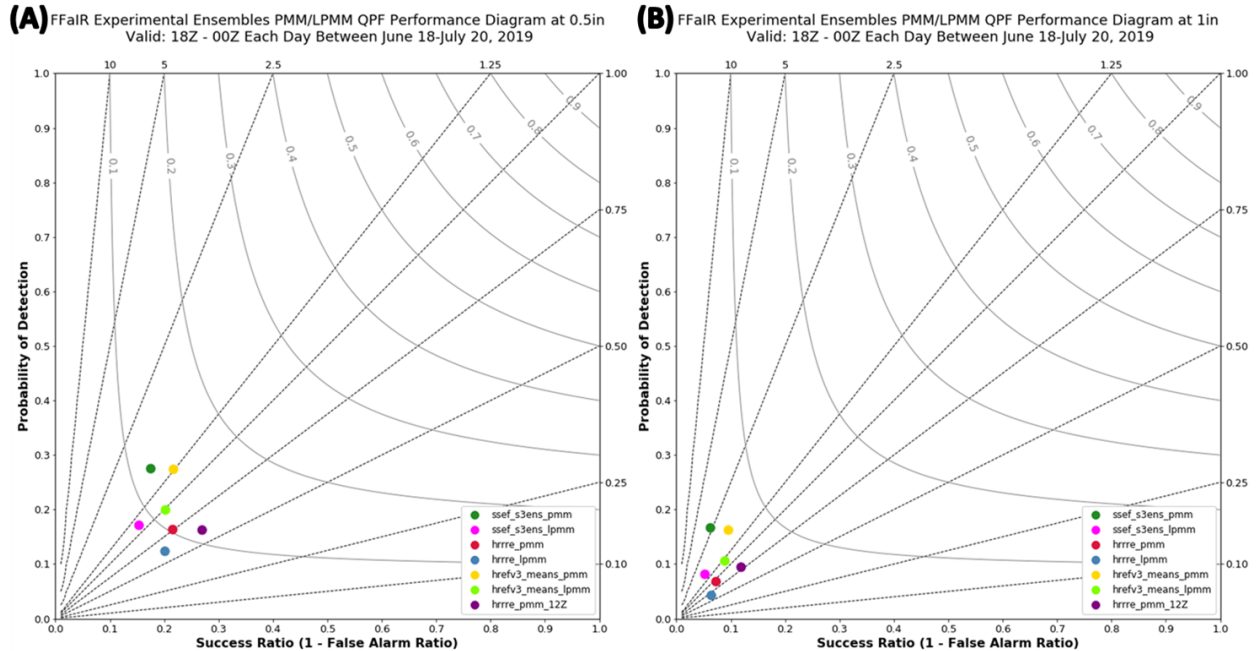 (A) FFaIR Experimental Ensembles PMM/LPMM QPF Performance Diagram at 0.5in
Valid: 18Z - 00Z Each Day Between June 18-July 20, 2019
10 5 2.5 1.25
1.0 1.00
0.9
0.8
0.7 0.75
0.6
0.5 0.50
0.4
0.3
0.2 0.25
0.1 0.10
0.0
0.1 0.2 0.3 0.4 0.5 0.6 0.7 0.8 0.9
Probability of Detection
ssef_s3ens_pmm
ssef_s3ens_lpmm
hrrre_pmm
hrrre_lpmm
hrefv3_means_pmm
hrefv3_means_lpmm
hrrre_pmm_12Z
0.0 0.1 0.2 0.3 0.4 0.5 0.6 0.7 0.8 0.9 1.0
Success Ratio (1 - False Alarm Ratio)
(B) FFaIR Experimental Ensembles PMM/LPMM QPF Performance Diagram at 1in
Valid: 18Z - 00Z Each Day Between June 18-July 20, 2019
10 5 2.5 1.25
1.0 1.00
0.9
0.8
0.7 0.75
0.6
0.5 0.50
0.4
0.3
0.2 0.25
0.1 0.10
0.0
0.1 0.2 0.3 0.4 0.5 0.6 0.7 0.8 0.9
Probability of Detection
ssef_s3ens_pmm
ssef_s3ens_lpmm
hrrre_pmm
hrrre_lpmm
hrefv3_means_pmm
hrefv3_means_lpmm
hrrre_pmm_12Z
0.0 0.1 0.2 0.3 0.4 0.5 0.6 0.7 0.8 0.9 1.0
Success Ratio (1 - False Alarm Ratio)